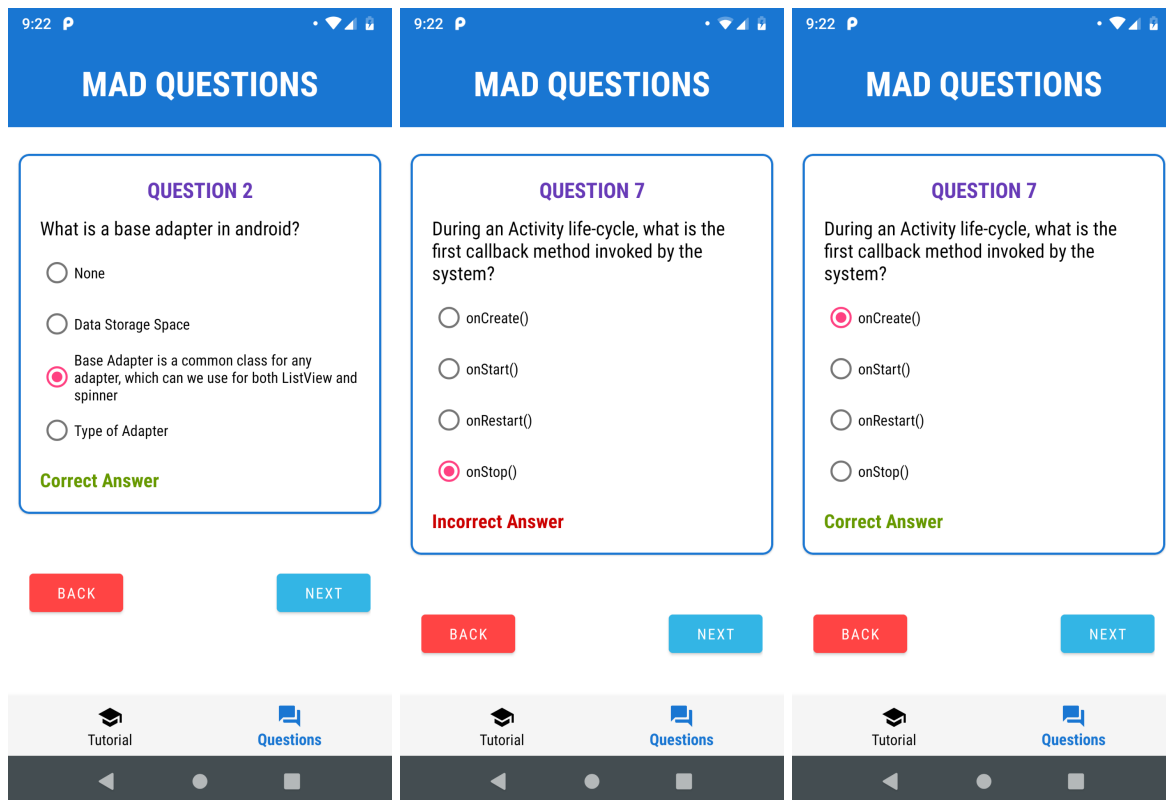 9:22
MAD QUESTIONS
QUESTION 2
What is a base adapter in android?
None
Data Storage Space
Base Adapter is a common class for any
adapter, which can we use for both ListView and
spinner
Type of Adapter
Correct Answer
BACK
NEXT
Tutorial
Questions
9:22
MAD QUESTIONS
QUESTION 7
During an Activity life-cycle, what is the
first callback method invoked by the
system?
onCreate()
onStart()
onRestart()
onStop()
Incorrect Answer
BACK
NEXT
Tutorial
Questions
9:22
MAD QUESTIONS
QUESTION 7
During an Activity life-cycle, what is the
first callback method invoked by the
system?
onCreate()
onStart()
onRestart()
onStop()
Correct Answer
BACK
NEXT
Tutorial
Questions